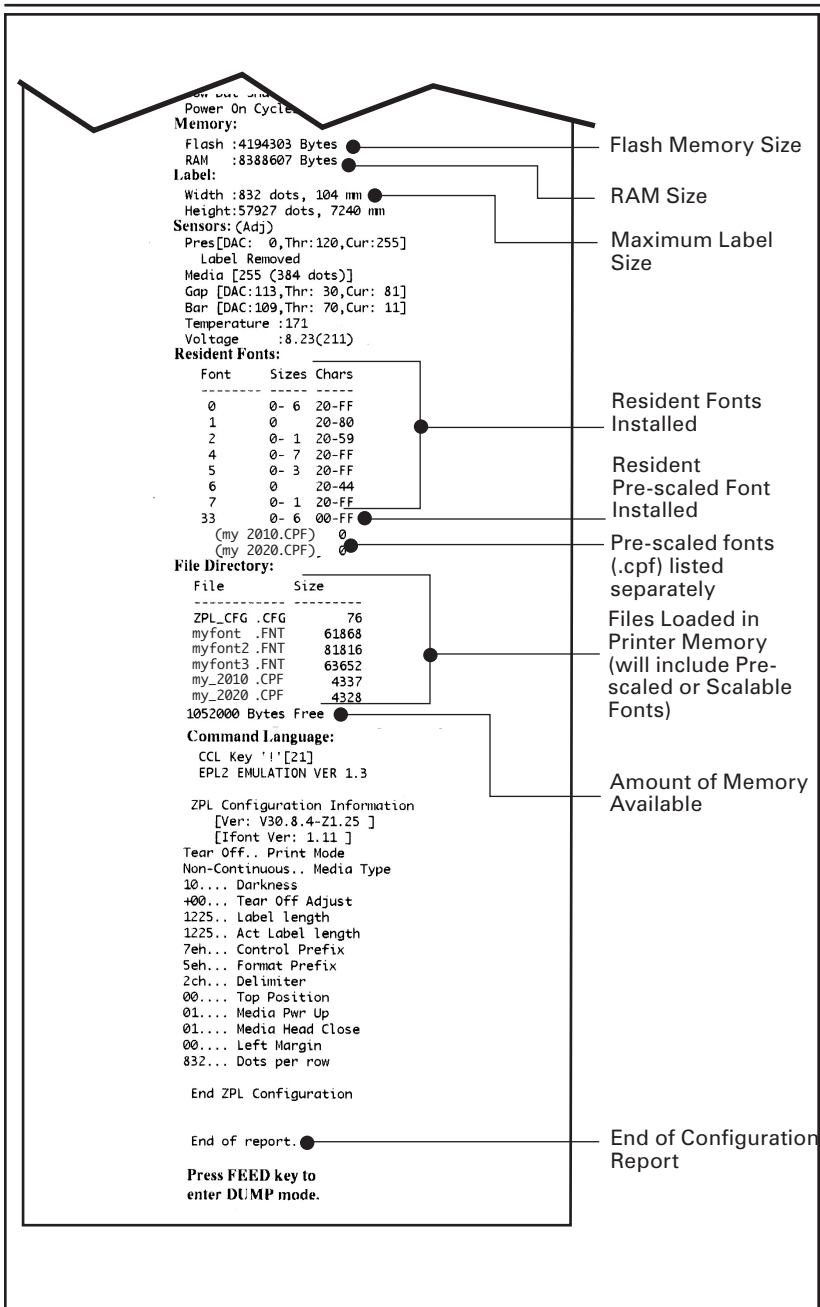 Power On Cycle
Memory:
Flash :4194303 Bytes
RAM :8388607 Bytes
Label:
Width :832 dots, 104 mm
Height:57927 dots, 7240 mm
Sensors: (Adj)
Pres[DAC: 0,Thr:120,Cur:255]
Label Removed
Media [255 (384 dots)]
Gap [DAC:113,Thr: 30,Cur: 81]
Bar [DAC:109,Thr: 70,Cur: 11]
Temperature :171
Voltage :8.23(211)
Resident Fonts:
Font Sizes Chars
-------- ----- -----
0 0- 6 20-FF
1 0 20-80
2 0- 1 20-59
4 0- 7 20-FF
5 0- 3 20-FF
6 0 20-44
7 0- 1 20-FF
33 0- 6 00-FF
(my 2010.CPF) 0
(my 2020.CPF) 0
File Directory:
File Size
------------ ---------
ZPL_CFG .CFG 76
myfont .FNT 61868
myfont2 .FNT 81816
myfont3 .FNT 63652
my_2010 .CPF 4337
my_2020 .CPF 4328
1052000 Bytes Free
Command Language:
CCL Key '!'[21]
EPL2 EMULATION VER 1.3
ZPL Configuration Information
[Ver: V30.8.4-Z1.25 ]
[Ifont Ver: 1.11 ]
Tear Off.. Print Mode
Non-Continuous.. Media Type
10.... Darkness
+00... Tear Off Adjust
1225.. Label length
1225.. Act Label length
7eh... Control Prefix
5eh... Format Prefix
2ch... Delimiter
00.... Top Position
01.... Media Pwr Up
01.... Media Head Close
00.... Left Margin
832... Dots per row
End ZPL Configuration
End of report.
Press FEED key to
enter DUMP mode.
Flash Memory Size
RAM Size
Maximum Label
Size
Resident Fonts
Installed
Resident
Pre-scaled Font
Installed
Pre-scaled fonts
(.cpf) listed
separately
Files Loaded in
Printer Memory
(will include Pre-
scaled or Scalable
Fonts)
Amount of Memory
Available
End of Configuration
Report